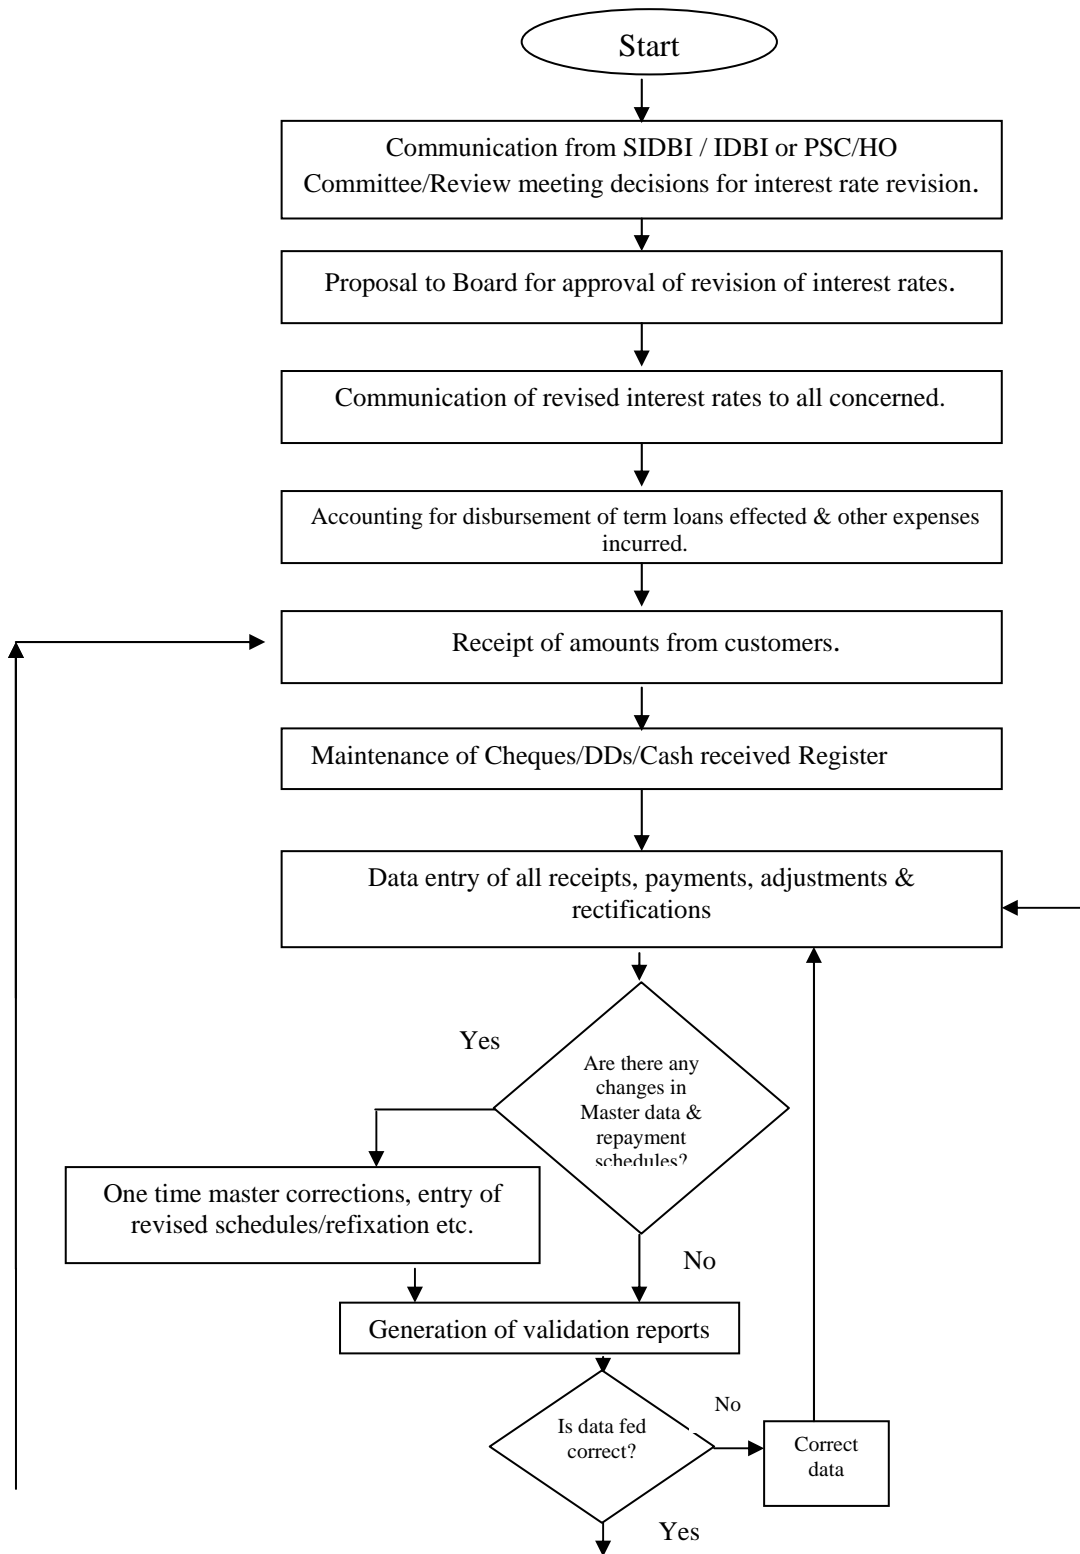 Start
Communication from SIDBI / IDBI or PSC/HO
Committee/Review meeting decisions for interest rate revision.
Proposal to Board for approval of revision of interest rates.
Communication of revised interest rates to all concerned.
Accounting for disbursement of term loans effected & other expenses
incurred.
Receipt of amounts from customers.
Maintenance of Cheques/DDs/Cash received Register
Data entry of all receipts, payments, adjustments &
rectifications
Yes
Are there any
changes in
Master data &
repayment
schedules?
One time master corrections, entry of
revised schedules/refixation etc.
No
Generation of validation reports
No
Is data fed
correct?
Correct
data
Yes